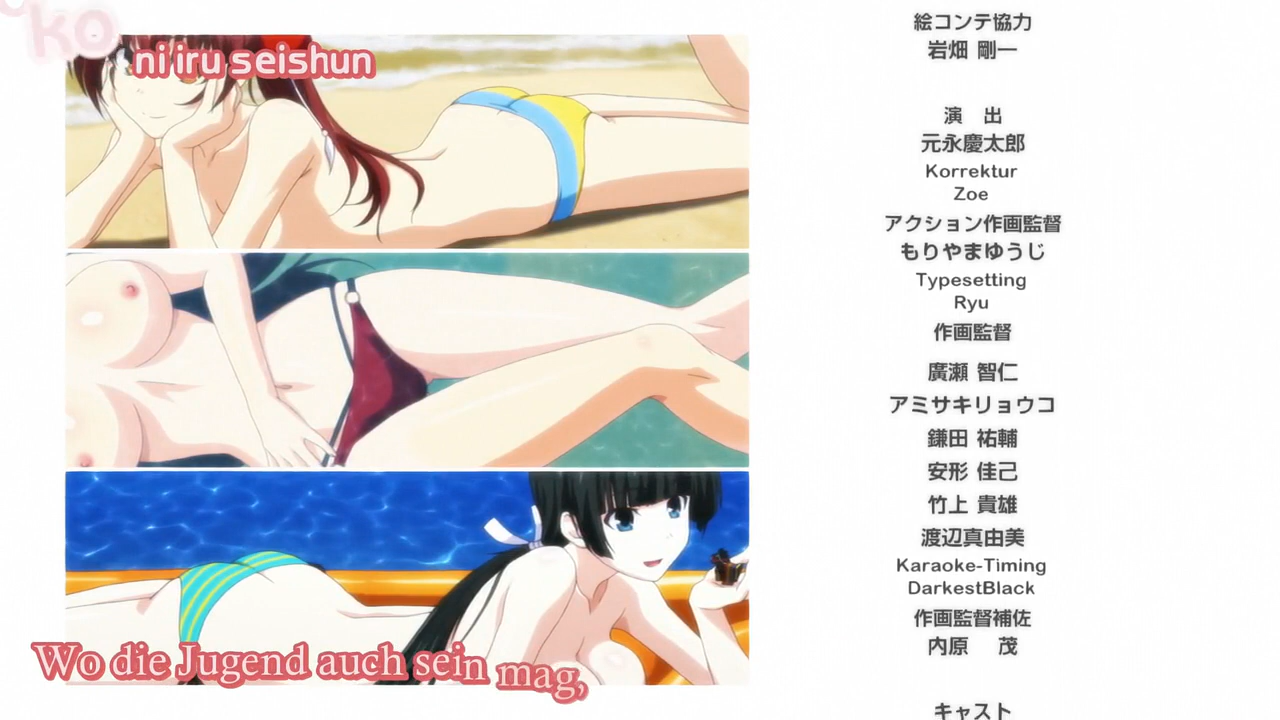 ko
ni iru seishun
絵コンテ協力
岩畑 剛一
演 出
元永慶太郎
Korrektur
Zoe
アクション作画監督
もりやまゆうじ
Typesetting
Ryu
作画監督
廣瀬 智仁
アミサキリョウコ
鎌田 祐輔
安形 佳己
竹上 貴雄
渡辺真由美
Karaoke-Timing
DarkestBlack
作画監督補佐
内原 茂
キャスト
Wo die Jugend auch sein mag,